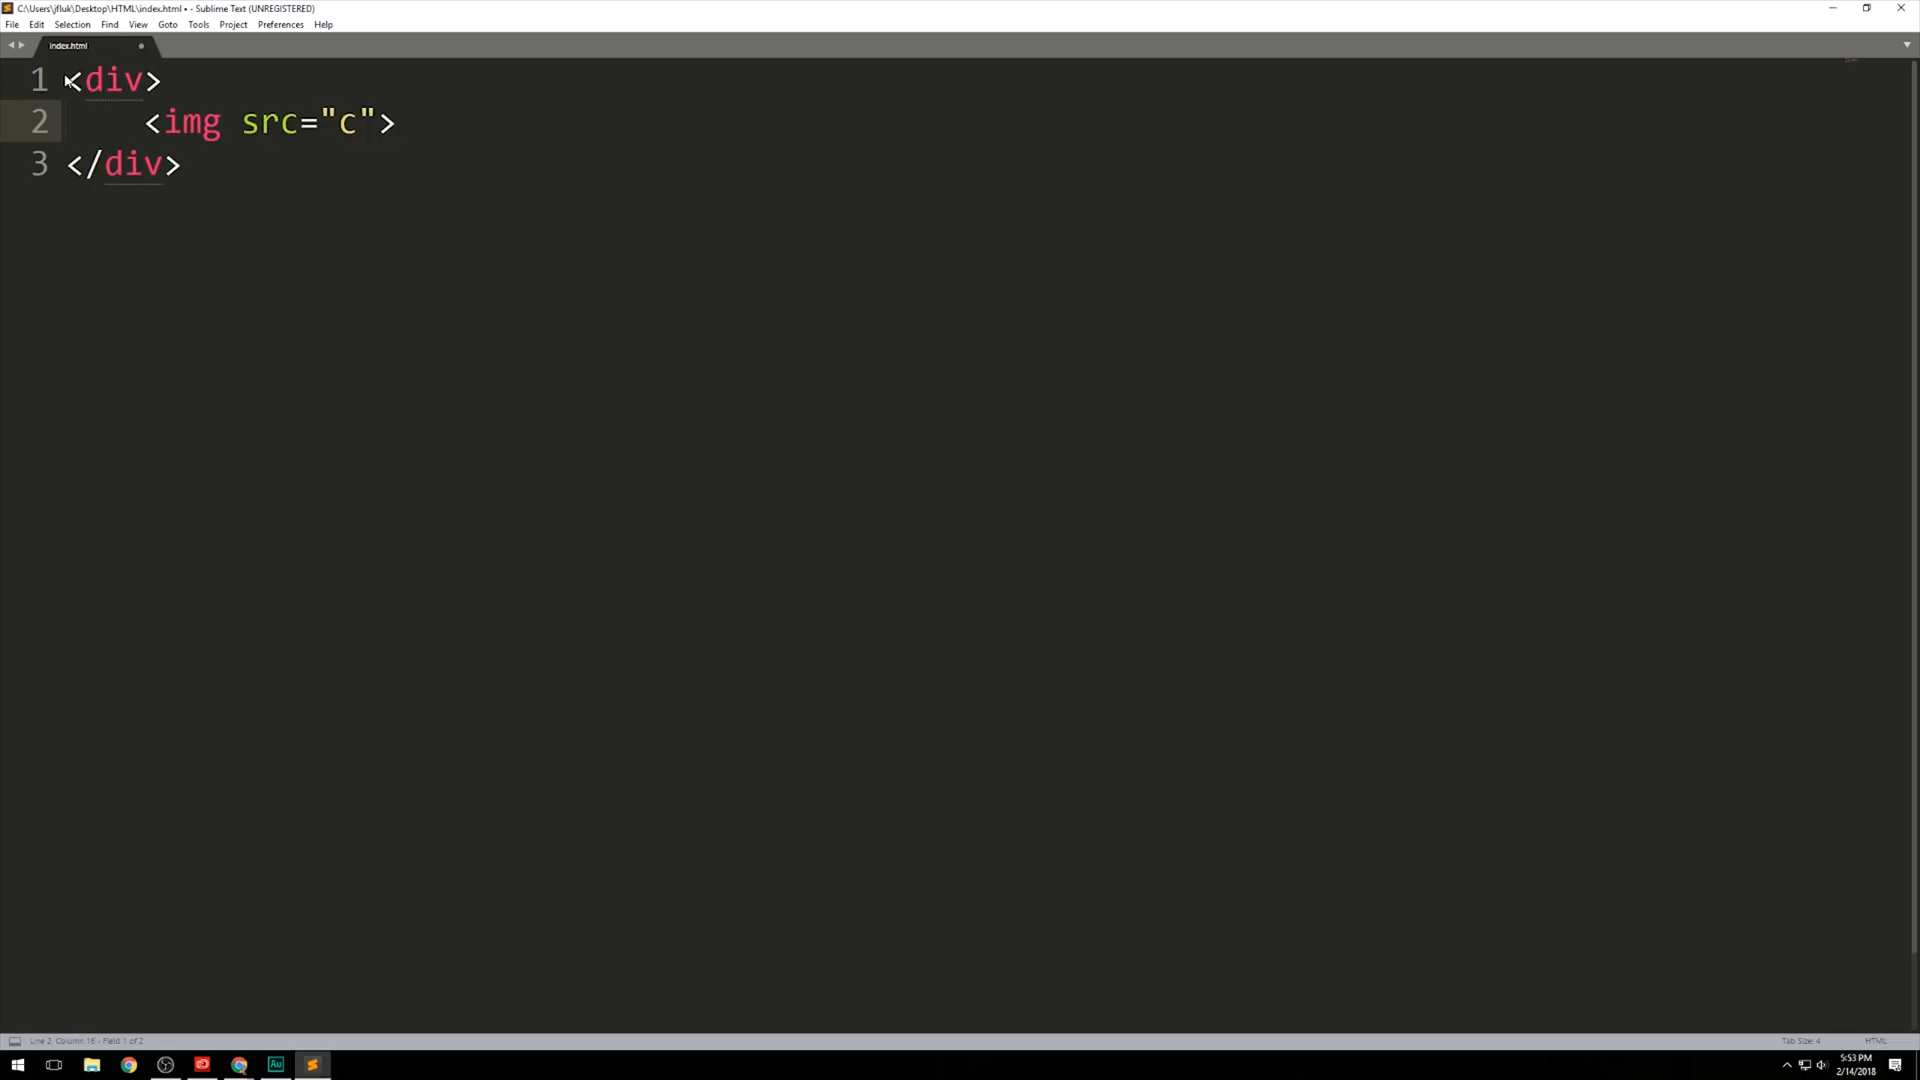 C:\Users\jfluk\Desktop\HTML\index.html • - Sublime Text (UNREGISTERED)
File Edit Selection Find View Goto Tools Project Preferences Help
index.html
1 <div>
2 <img src="c">
3 </div>
Line 2, Column 16 - Field 1 of 2 Tab Size: 4 HTML
Au
5:53 PM
2/14/2018